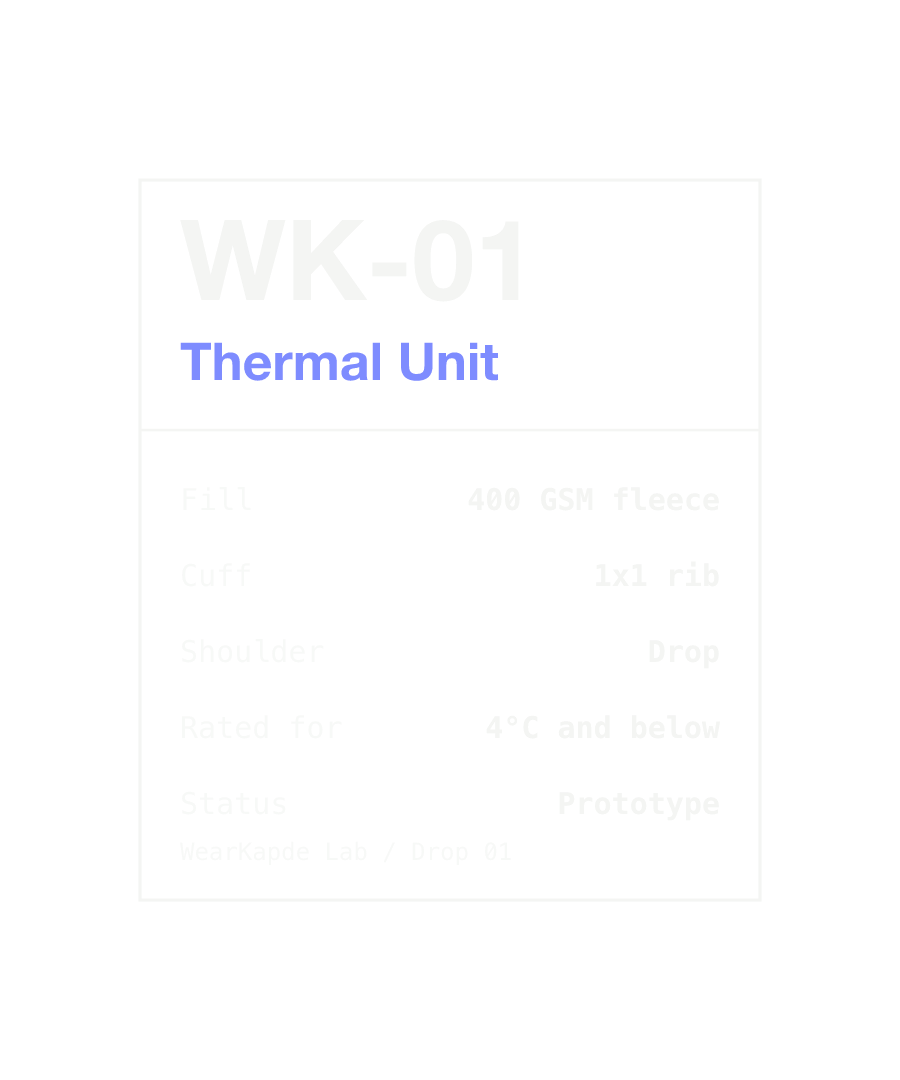 WK-01
Thermal Unit
Fill 400 GSM fleece
Cuff 1x1 rib
Shoulder Drop
Rated for 4°C and below
Status Prototype
WearKapde Lab / Drop 01